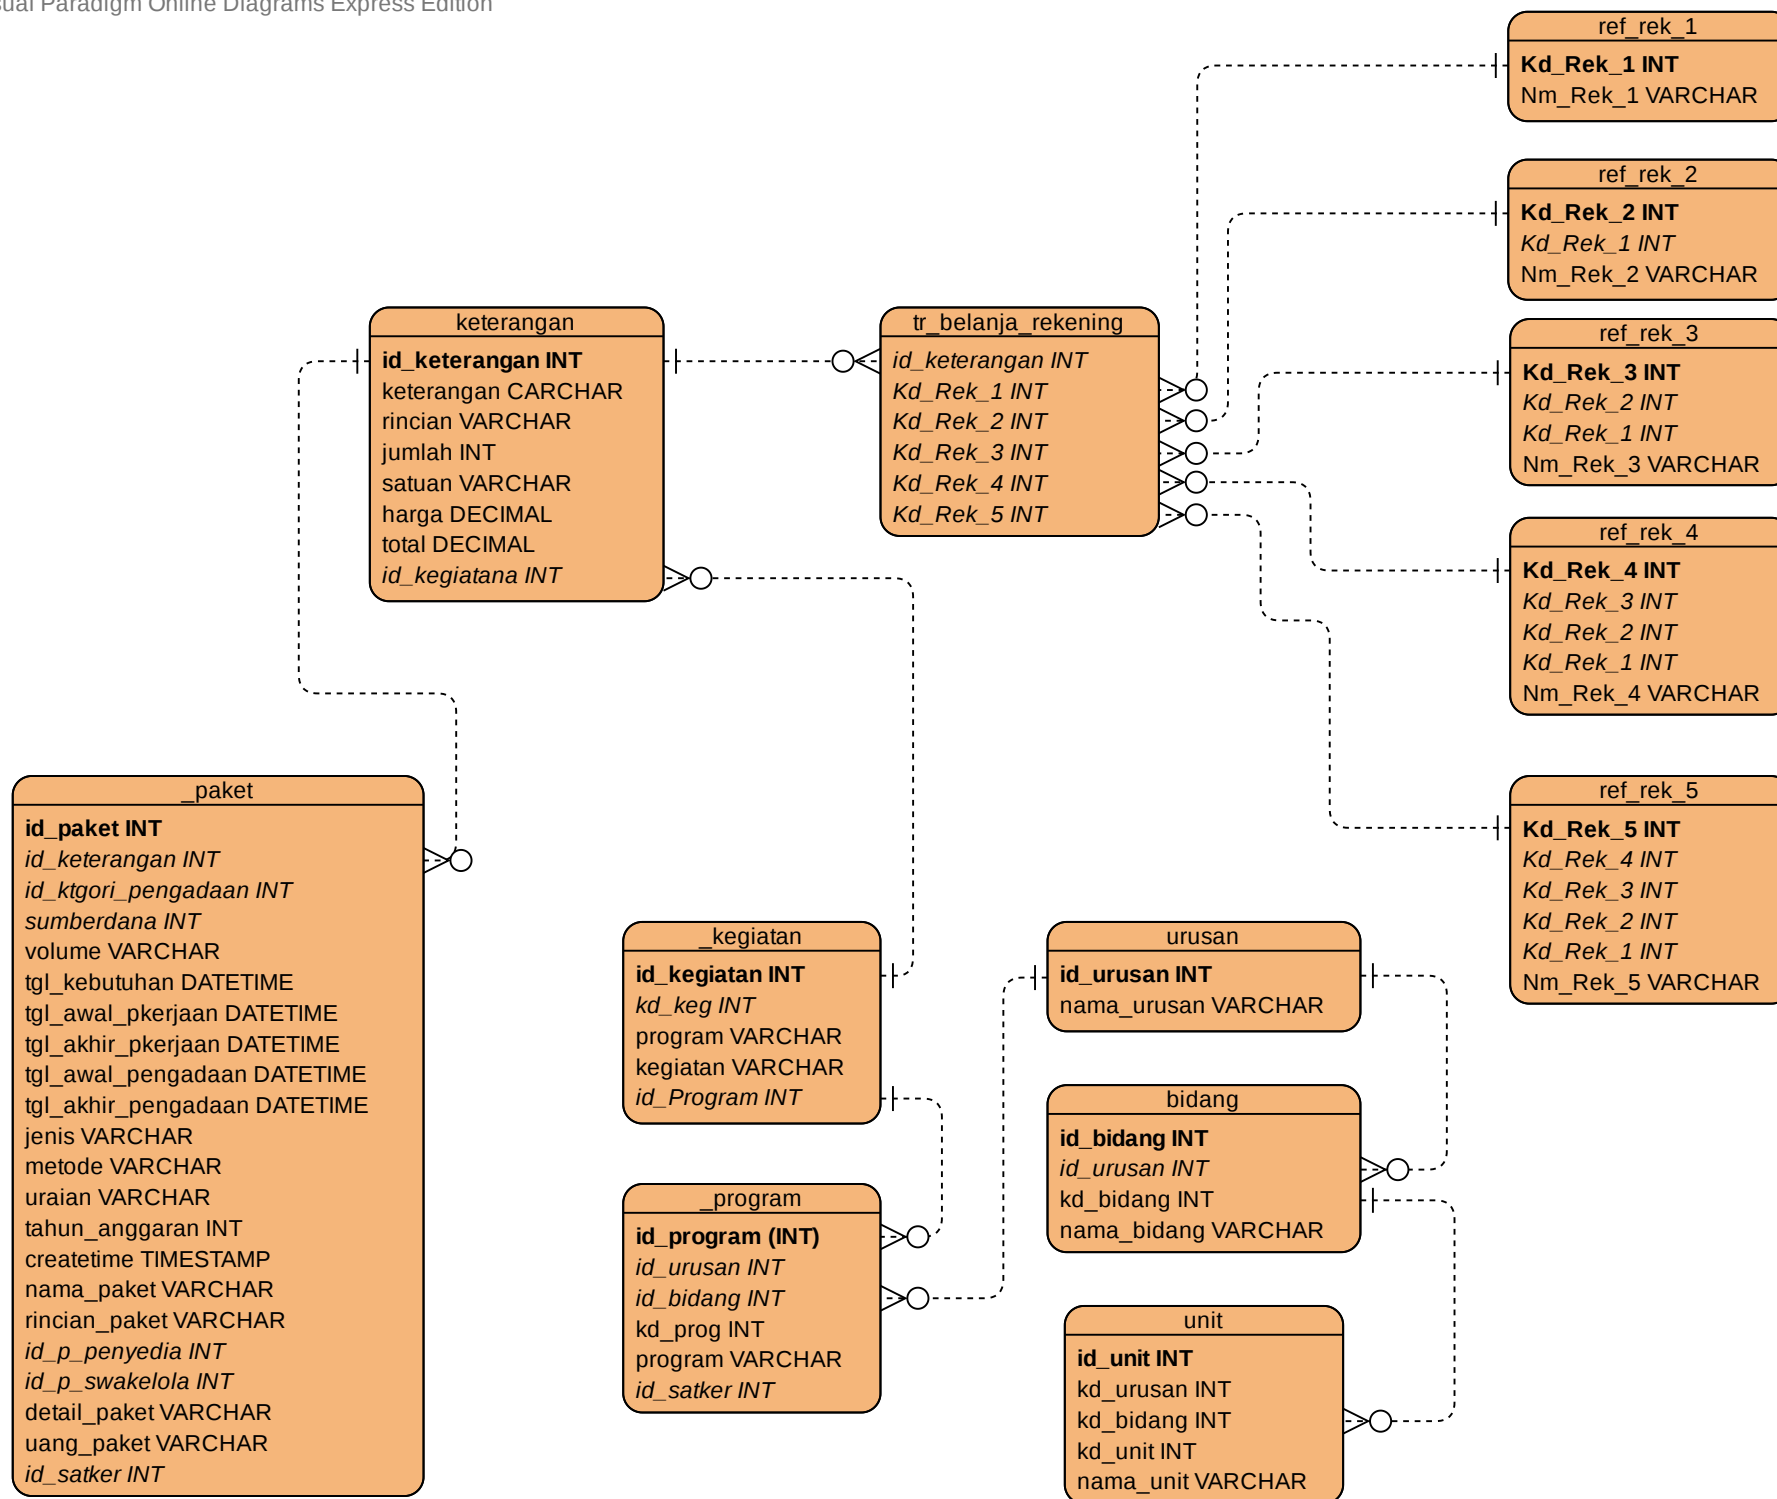 Paradigm Online Diagrams Express Edition
ref_rek_1
Kd_Rek_1 INT
Nm_Rek_1 VARCHAR
ref_rek_2
Kd_Rek_2 INT
Kd_Rek_1 INT
Nm_Rek_2 VARCHAR
keterangan
id_keterangan INT
keterangan CARCHAR
rincian VARCHAR
jumlah INT
satuan VARCHAR
harga DECIMAL
total DECIMAL
id_kegiatana INT
tr_belanja_rekening
id_keterangan INT
Kd_Rek_1 INT
Kd_Rek_2 INT
Kd_Rek_3 INT
Kd_Rek_4 INT
Kd_Rek_5 INT
ref_rek_3
Kd_Rek_3 INT
Kd_Rek_2 INT
Kd_Rek_1 INT
Nm_Rek_3 VARCHAR
ref_rek_4
Kd_Rek_4 INT
Kd_Rek_3 INT
Kd_Rek_2 INT
Kd_Rek_1 INT
Nm_Rek_4 VARCHAR
_paket
id_paket INT
id_keterangan INT
id_ktgori_pengadaan INT
sumberdana INT
volume VARCHAR
tgl_kebutuhan DATETIME
tgl_awal_pkerjaan DATETIME
tgl_akhir_pkerjaan DATETIME
tgl_awal_pengadaan DATETIME
tgl_akhir_pengadaan DATETIME
jenis VARCHAR
metode VARCHAR
uraian VARCHAR
tahun_anggaran INT
createtime TIMESTAMP
nama_paket VARCHAR
rincian_paket VARCHAR
id_p_penyedia INT
id_p_swakelola INT
detail_paket VARCHAR
uang_paket VARCHAR
id_satker INT
ref_rek_5
Kd_Rek_5 INT
Kd_Rek_4 INT
Kd_Rek_3 INT
Kd_Rek_2 INT
Kd_Rek_1 INT
Nm_Rek_5 VARCHAR
_kegiatan
id_kegiatan INT
kd_keg INT
program VARCHAR
kegiatan VARCHAR
id_Program INT
urusan
id_urusan INT
nama_urusan VARCHAR
bidang
id_bidang INT
id_urusan INT
kd_bidang INT
nama_bidang VARCHAR
_program
id_program (INT)
id_urusan INT
id_bidang INT
kd_prog INT
program VARCHAR
id_satker INT
unit
id_unit INT
kd_urusan INT
kd_bidang INT
kd_unit INT
nama_unit VARCHAR